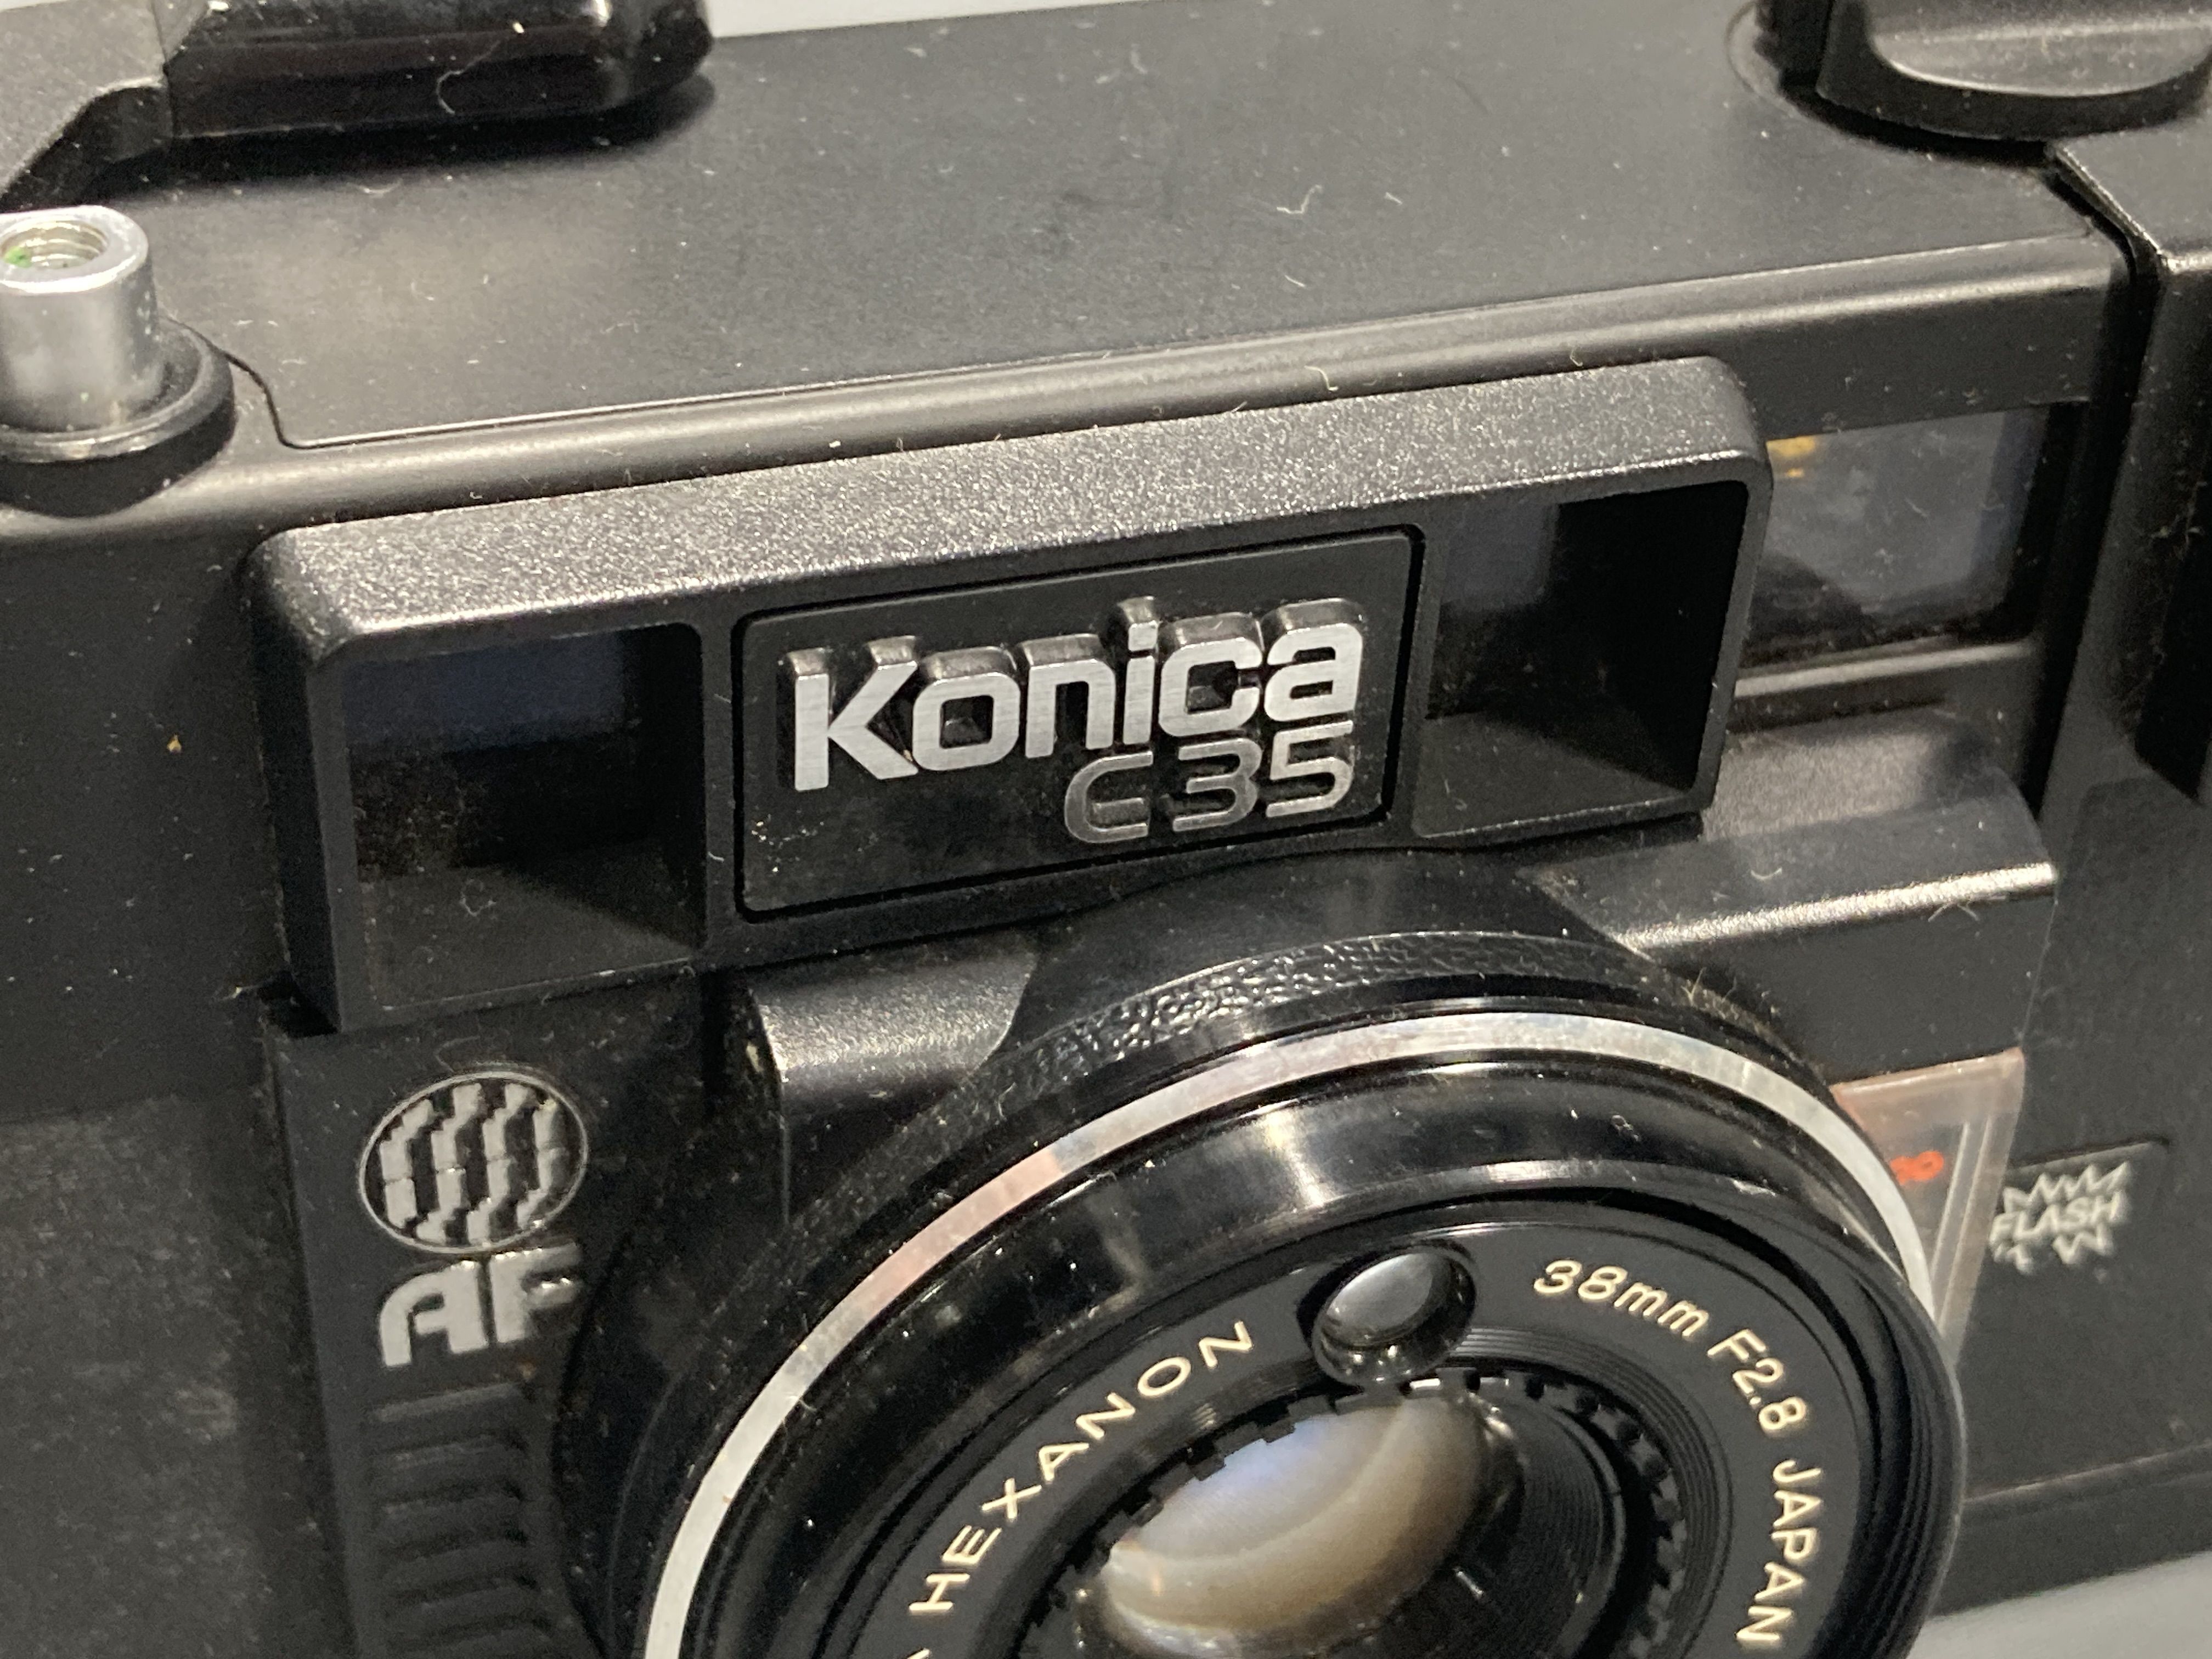 Konica
C35
AF
FLASH
HEXANON
38mm F2.8 JAPAN